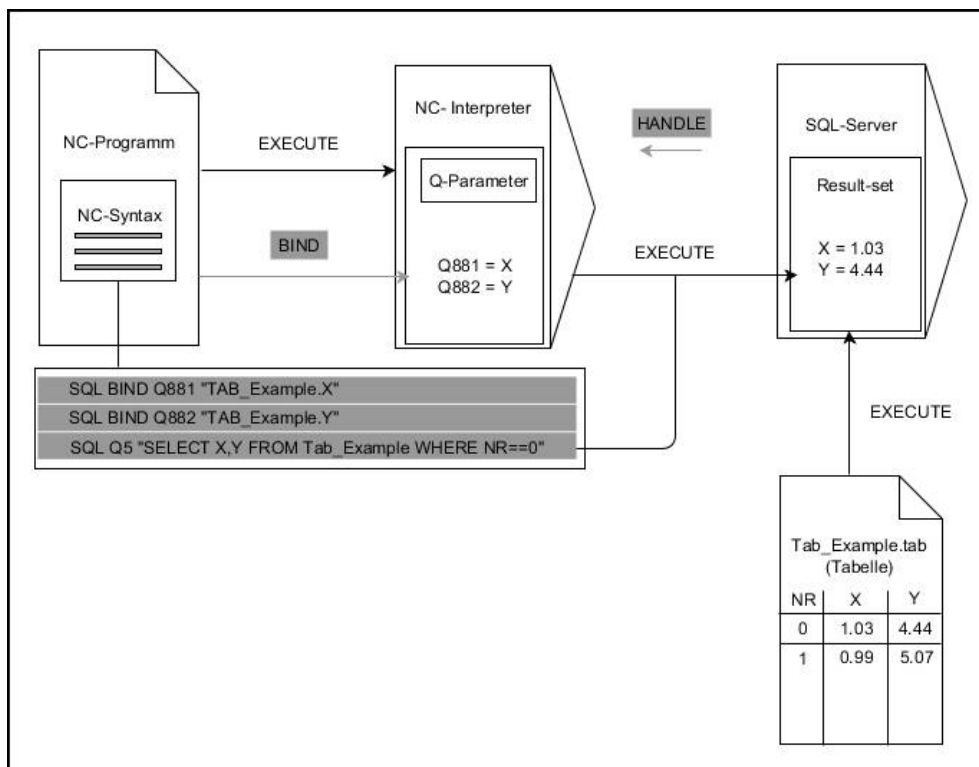 NC-Programm
NC-Syntax
EXECUTE
BIND
NC- Interpreter
Q-Parameter
Q881 = X
Q882 = Y
HANDLE
EXECUTE
SQL-Server
Result-set
X = 1.03
Y = 4.44
SQL BIND Q881 "TAB_Example.X"
SQL BIND Q882 "TAB_Example.Y"
SQL Q5 "SELECT X,Y FROM Tab_Example WHERE NR==0"
EXECUTE
Tab_Example.tab
(Tabelle)
NR X Y
0 1.03 4.44
1 0.99 5.07